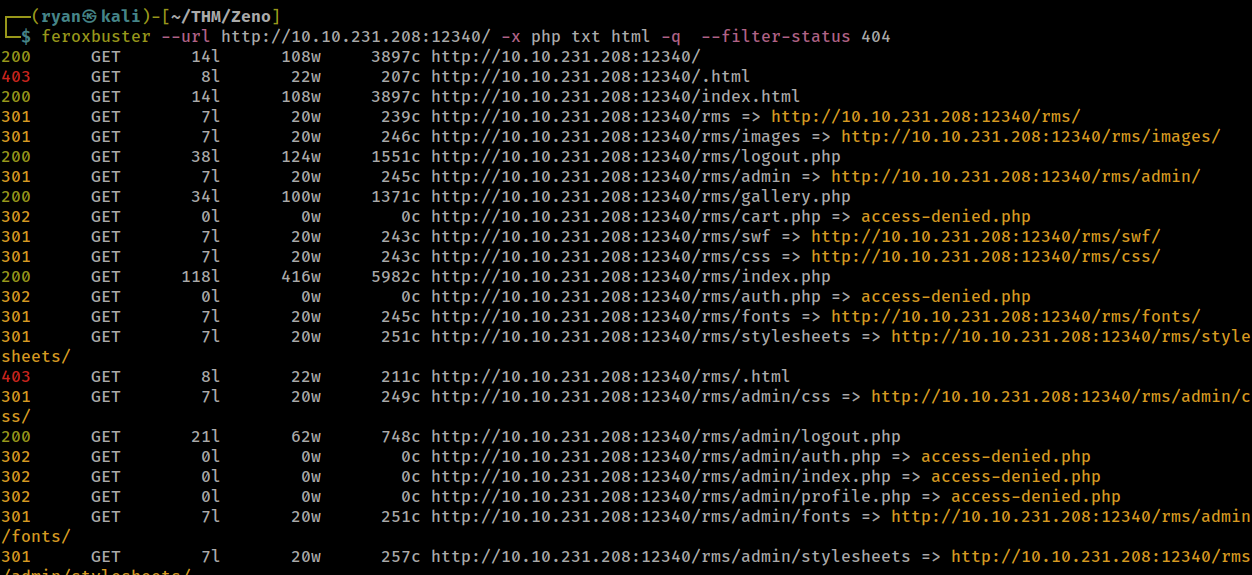 ┌──(ryan㉿kali)-[~/THM/Zeno]
└─$ feroxbuster --url http://10.10.231.208:12340/ -x php txt html -q  --filter-status 404
200      GET       14l      108w     3897c http://10.10.231.208:12340/
403      GET        8l       22w      207c http://10.10.231.208:12340/.html
200      GET       14l      108w     3897c http://10.10.231.208:12340/index.html
301      GET        7l       20w      239c http://10.10.231.208:12340/rms => http://10.10.231.208:12340/rms/
301      GET        7l       20w      246c http://10.10.231.208:12340/rms/images => http://10.10.231.208:12340/rms/images/
200      GET       38l      124w     1551c http://10.10.231.208:12340/rms/logout.php
301      GET        7l       20w      245c http://10.10.231.208:12340/rms/admin => http://10.10.231.208:12340/rms/admin/
200      GET       34l      100w     1371c http://10.10.231.208:12340/rms/gallery.php
302      GET        0l        0w        0c http://10.10.231.208:12340/rms/cart.php => access-denied.php
301      GET        7l       20w      243c http://10.10.231.208:12340/rms/swf => http://10.10.231.208:12340/rms/swf/
301      GET        7l       20w      243c http://10.10.231.208:12340/rms/css => http://10.10.231.208:12340/rms/css/
200      GET      118l      416w     5982c http://10.10.231.208:12340/rms/index.php
302      GET        0l        0w        0c http://10.10.231.208:12340/rms/auth.php => access-denied.php
301      GET        7l       20w      245c http://10.10.231.208:12340/rms/fonts => http://10.10.231.208:12340/rms/fonts/
301      GET        7l       20w      251c http://10.10.231.208:12340/rms/stylesheets => http://10.10.231.208:12340/rms/style
sheets/
403      GET        8l       22w      211c http://10.10.231.208:12340/rms/.html
301      GET        7l       20w      249c http://10.10.231.208:12340/rms/admin/css => http://10.10.231.208:12340/rms/admin/c
ss/
200      GET       21l       62w      748c http://10.10.231.208:12340/rms/admin/logout.php
302      GET        0l        0w        0c http://10.10.231.208:12340/rms/admin/auth.php => access-denied.php
302      GET        0l        0w        0c http://10.10.231.208:12340/rms/admin/index.php => access-denied.php
302      GET        0l        0w        0c http://10.10.231.208:12340/rms/admin/profile.php => access-denied.php
301      GET        7l       20w      251c http://10.10.231.208:12340/rms/admin/fonts => http://10.10.231.208:12340/rms/admin
/fonts/
301      GET        7l       20w      257c http://10.10.231.208:12340/rms/admin/stylesheets => http://10.10.231.208:12340/rms
/admin/stylesheets/